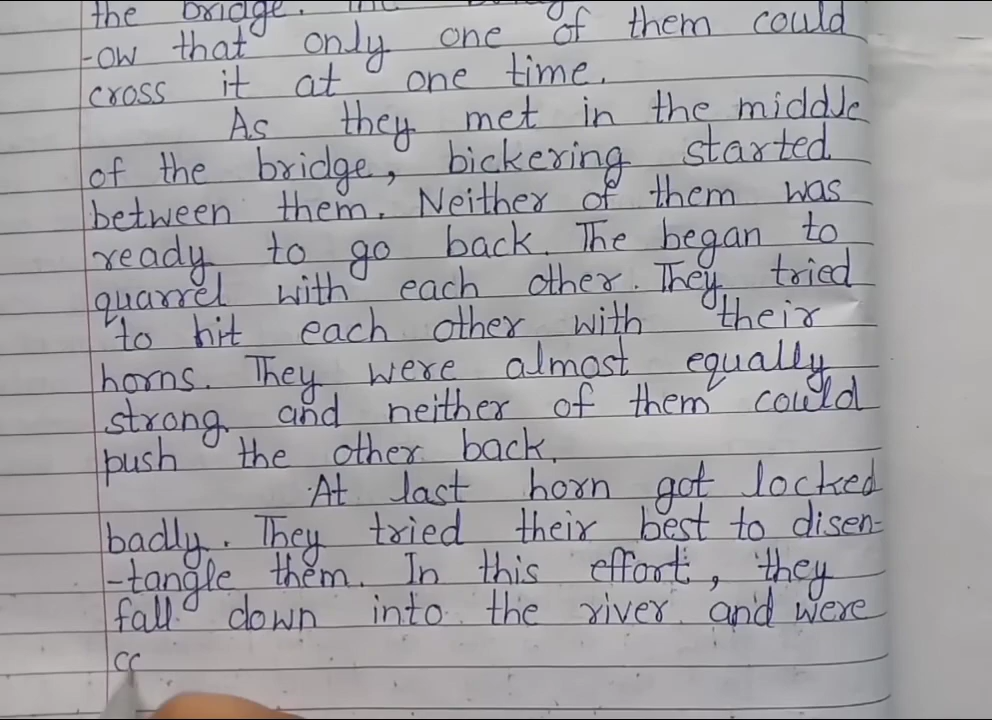 the bridge. The
-ow that only one of them could
cross it at one time.
As they met in the middle
of the bridge, bickering started
between them. Neither of them was
ready to go back. The began to
quarrel with each other. They tried
to hit each other with their
horns. They were almost equally
strong and neither of them could
push the other back.
At last horn got locked
badly. They tried their best to disen-
-tangle them. In this effort, they
fall down into the river and were